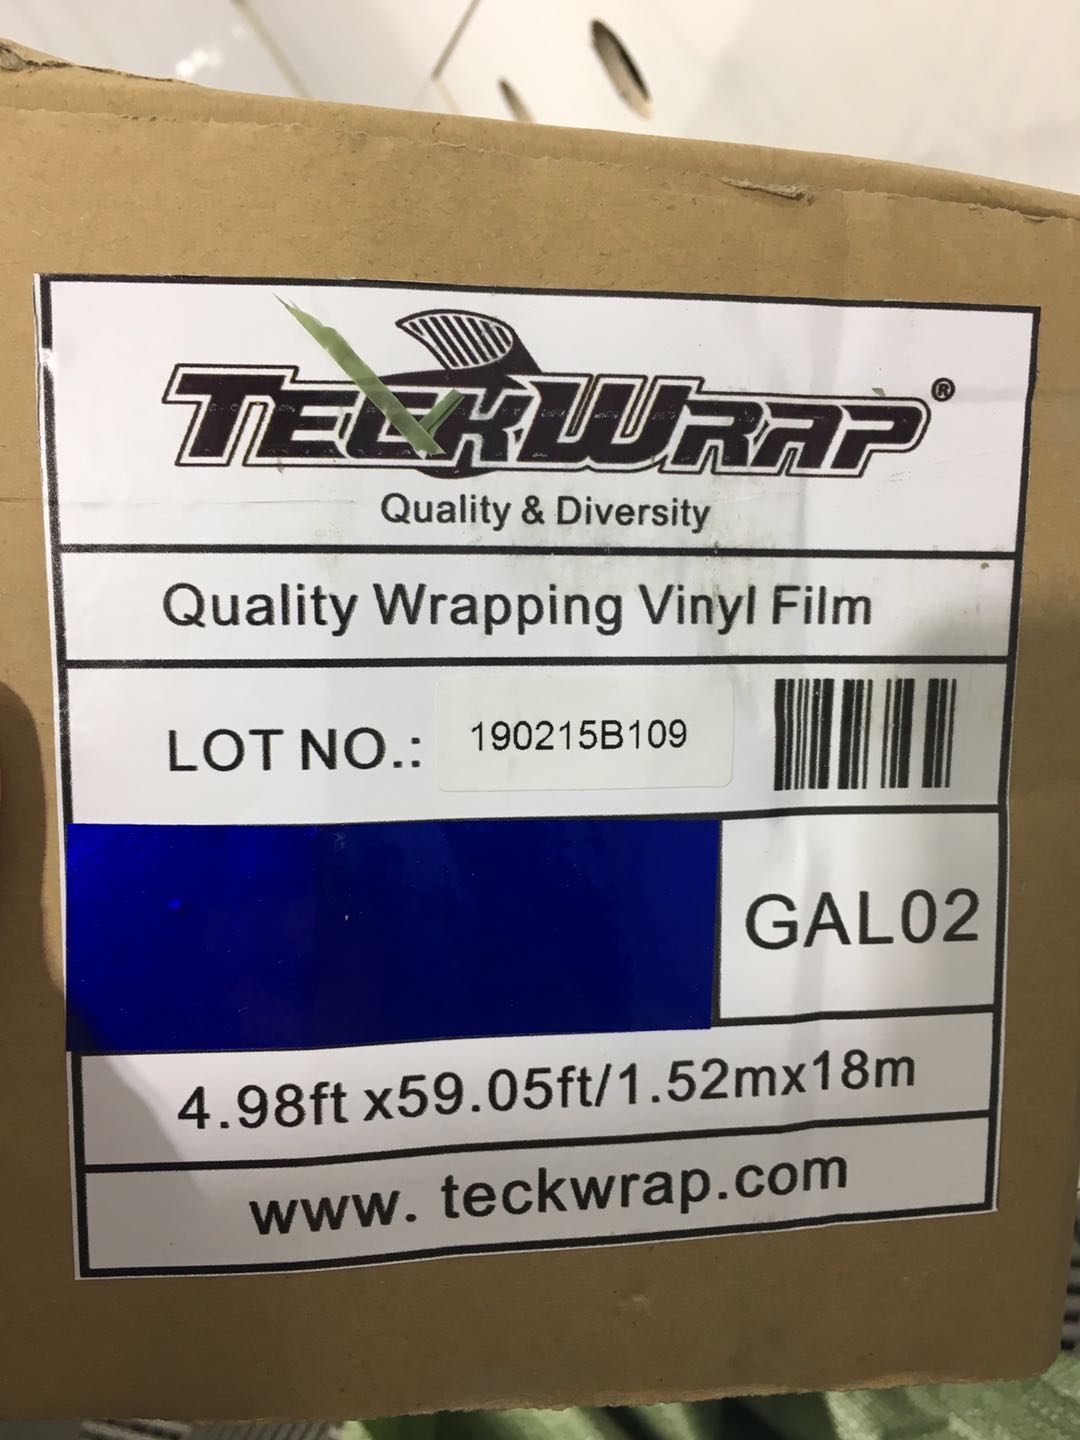 TECKWRAP®
Quality & Diversity
Quality Wrapping Vinyl Film
LOT NO.: 190215B109
GAL02
4.98ft x59.05ft/1.52mx18m
www. teckwrap.com